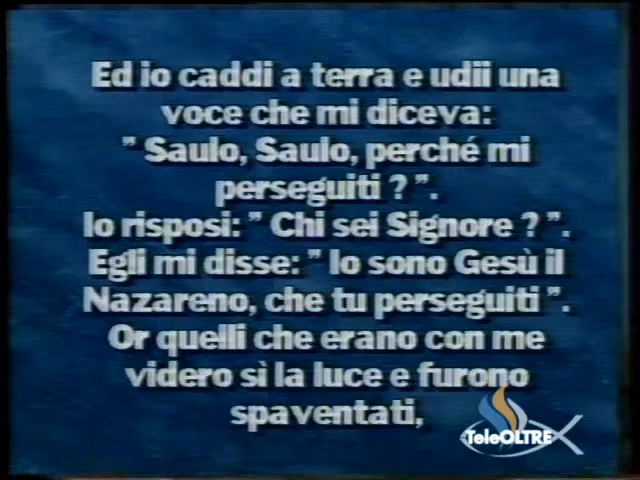 Ed io caddi a terra e udii una
voce che mi diceva:
" Saulo, Saulo, perché mi
perseguiti ? ".
Io risposi: " Chi sei Signore ? ".
Egli mi disse: " Io sono Gesù il
Nazareno, che tu perseguiti ".
Or quelli che erano con me
videro sì la luce e furono
spaventati,
TeleOLTRE